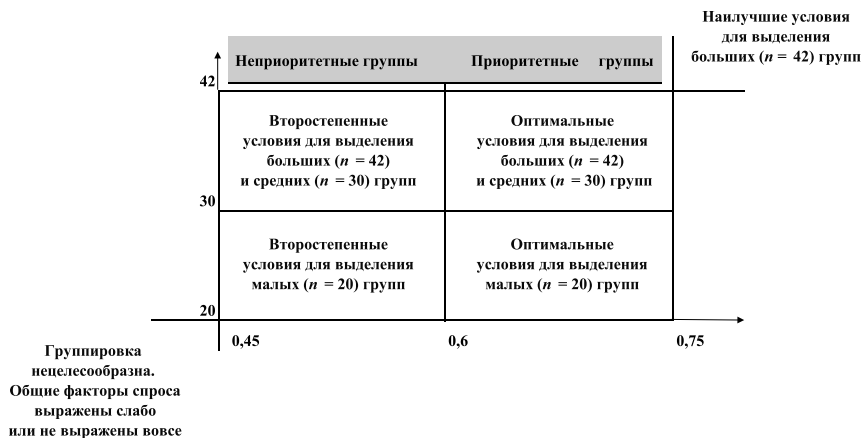 Наилучшие условия
для выделения
больших (n = 42) групп
Неприоритетные группы
Приоритетные группы
42
Второстепенные
условия для выделения
больших (n = 42)
и средних (n = 30) групп
Оптимальные
условия для выделения
больших (n = 42)
и средних (n = 30) групп
30
Второстепенные
условия для выделения
малых (n = 20) групп
Оптимальные
условия для выделения
малых (n = 20) групп
20
0,45
0,6
0,75
Группировка
нецелесообразна.
Общие факторы спроса
выражены слабо
или не выражены вовсе